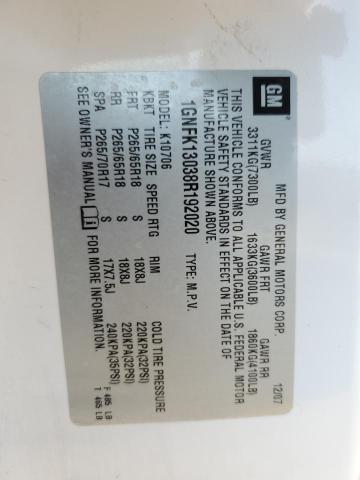 GM
MFD BY GENERAL MOTORS CORP. 12/07
GVWR GAWR FRT GAWR RR
3311KG(7300LB) 1633KG(3600LB) 1860KG(4100LB)
THIS VEHICLE CONFORMS TO ALL APPLICABLE U.S. FEDERAL MOTOR
VEHICLE SAFETY STANDARDS IN EFFECT ON THE DATE OF
MANUFACTURE SHOWN ABOVE.
1GNFK13038R192020 TYPE: M.P.V.
MODEL: K10706
KBKT TIRE SIZE SPEED RTG RIM COLD TIRE PRESSURE
FRT P265/65R18 S 18X8J 220KPA(32PSI)
RR P265/65R18 S 18X8J 220KPA(32PSI)
SPA P265/70R17 S 17X7.5J 240KPA(35PSI)
SEE OWNER'S MANUAL i FOR MORE INFORMATION.
F 485 LB
T 465 LB